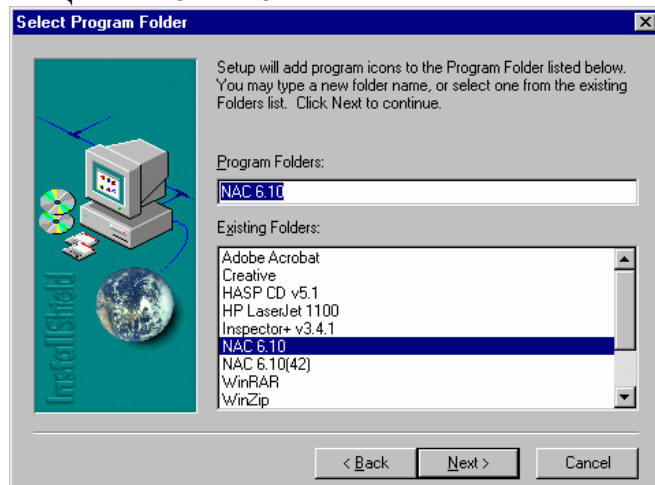 Select Program Folder
Setup will add program icons to the Program Folder listed below.
You may type a new folder name, or select one from the existing
Folders list. Click Next to continue.
Program Folders:
NAC 6.10
Existing Folders:
Adobe Acrobat
Creative
HASP CD v5.1
HP LaserJet 1100
Inspector+ v3.4.1
NAC 6.10
NAC 6.10(42)
WinRAR
WinZip
InstallShield
< Back
Next >
Cancel